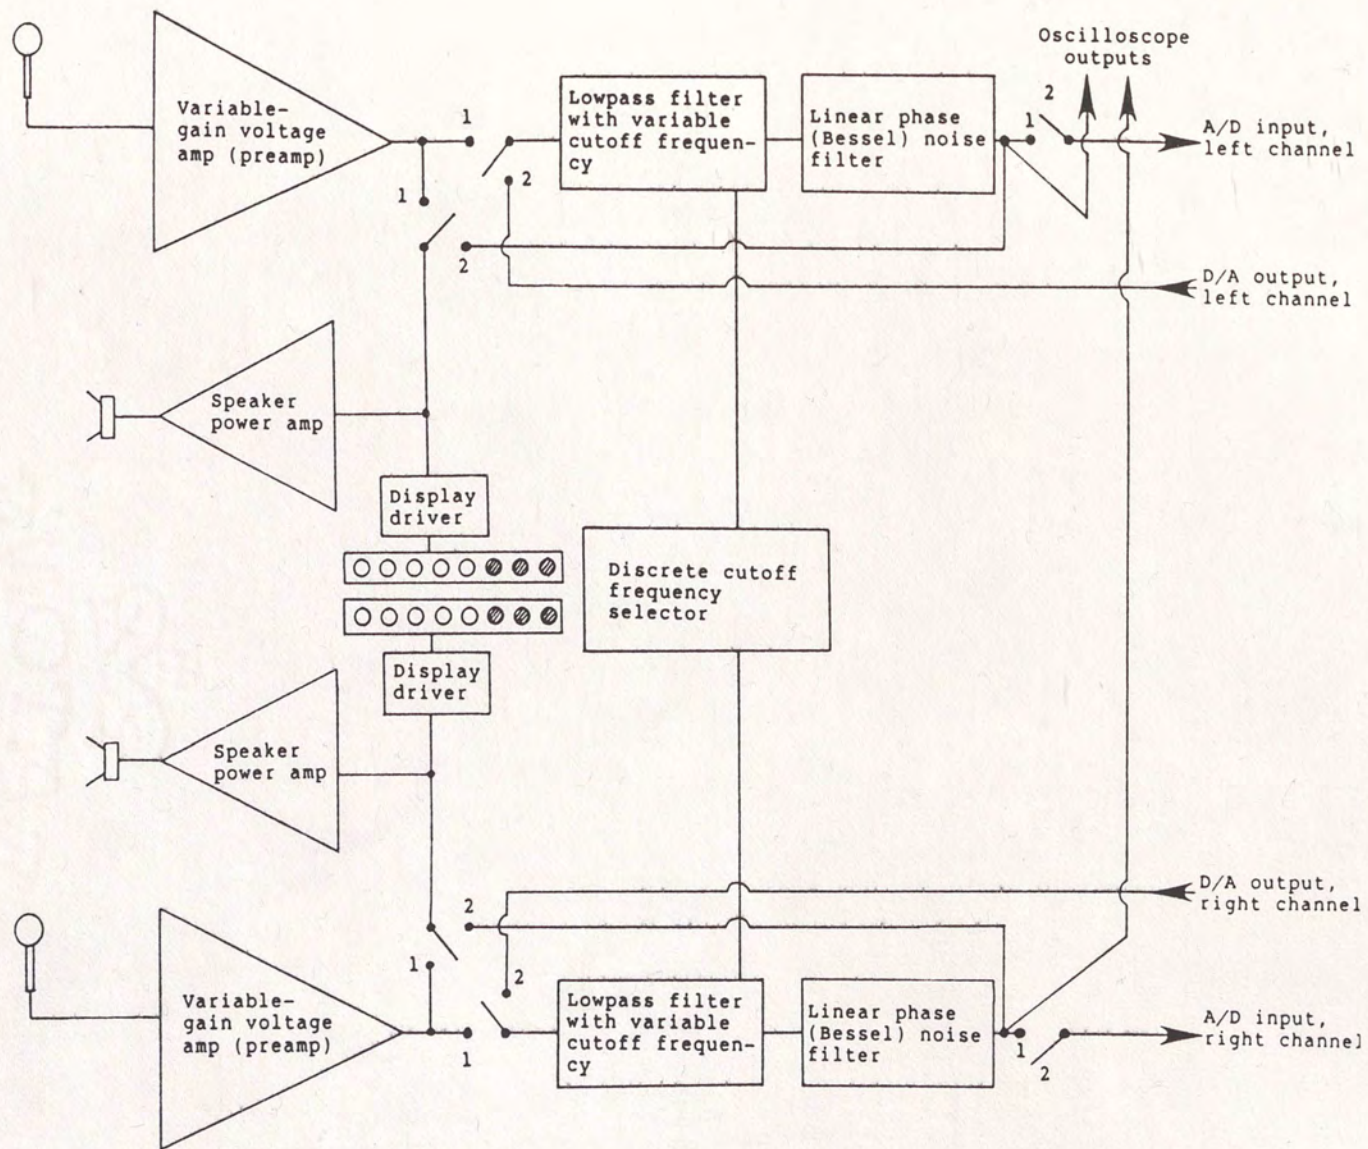 Oscilloscope
outputs
Variable-
gain voltage
amp (preamp)
1
2
Lowpass filter
with variable
cutoff frequen-
cy
Linear phase
(Bessel) noise
filter
1
2
A/D input,
left channel
1
2
D/A output,
left channel
Speaker
power amp
Display
driver
Discrete cutoff
frequency
selector
Display
driver
Speaker
power amp
D/A output,
right channel
2
1
2
1
Variable-
gain voltage
amp (preamp)
Lowpass filter
with variable
cutoff frequen-
cy
Linear phase
(Bessel) noise
filter
1
2
A/D input,
right channel